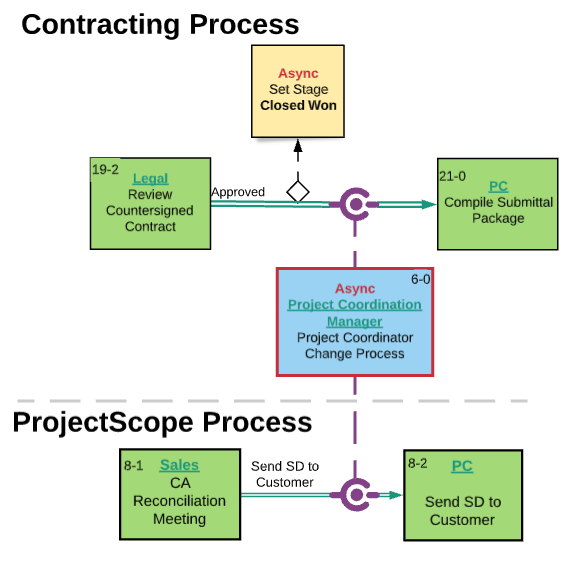 Contracting Process
Async
Set Stage
Closed Won
19-2
Legal
Review
Countersigned
Contract
Approved
21-0
PC
Compile Submittal
Package
6-0
Async
Project Coordination
Manager
Project Coordinator
Change Process
ProjectScope Process
8-1 Sales
CA
Reconciliation
Meeting
Send SD to
Customer
8-2 PC
Send SD to
Customer